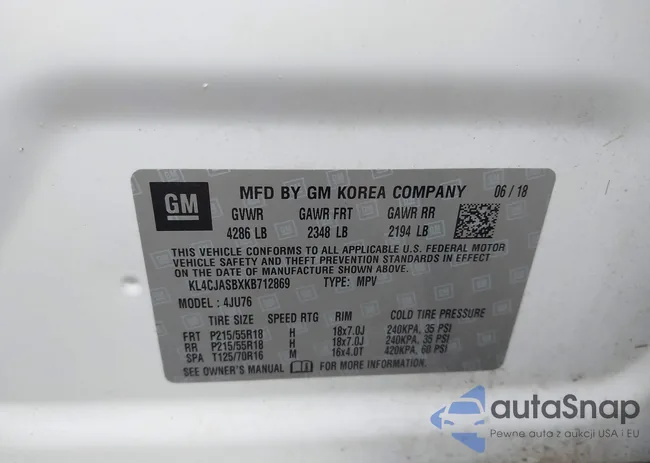 GM
MFD BY GM KOREA COMPANY 06 / 18
GVWR GAWR FRT GAWR RR
4286 LB 2348 LB 2194 LB
THIS VEHICLE CONFORMS TO ALL APPLICABLE U.S. FEDERAL MOTOR
VEHICLE SAFETY AND THEFT PREVENTION STANDARDS IN EFFECT ON
THE DATE OF MANUFACTURE SHOWN ABOVE.
KL4CJASBXKB712869 TYPE: MPV
MODEL : 4JU76
TIRE SIZE SPEED RTG RIM COLD TIRE PRESSURE
FRT P215/55R18 H 18x7.0J 240KPA, 35 PSI
RR P215/55R18 H 18x7.0J 240KPA, 35 PSI
SPA T125/70R16 M 16x4.0T 420KPA, 60 PSI
SEE OWNER'S MANUAL FOR MORE INFORMATION
autaSnap
Pewne auta z aukcji USA i EU